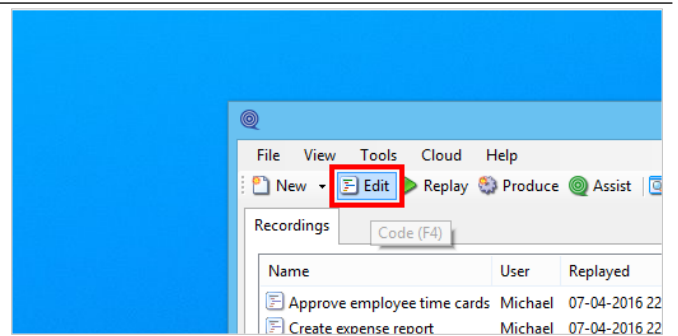 File View Tools Cloud Help
New Edit Replay Produce Assist
Recordings
Code (F4)
Name User Replayed
Approve employee time cards Michael 07-04-2016 22
Create expense report Michael 07-04-2016 22